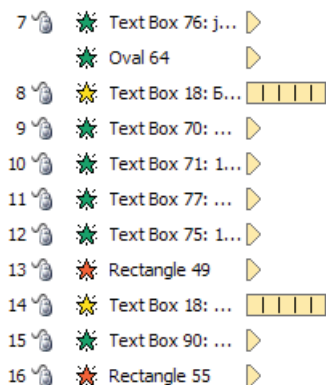 7 Text Box 76: j...
Oval 64
8 Text Box 18: Б...
9 Text Box 70: ...
10 Text Box 71: 1...
11 Text Box 77: ...
12 Text Box 75: 1...
13 Rectangle 49
14 Text Box 18: ...
15 Text Box 90: ...
16 Rectangle 55